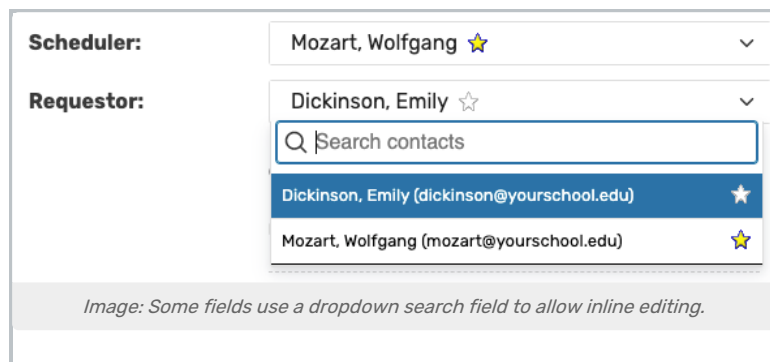 Scheduler:
Mozart, Wolfgang
Requestor:
Dickinson, Emily
Search contacts
Dickinson, Emily (dickinson@yourschool.edu)
Mozart, Wolfgang (mozart@yourschool.edu)
Image: Some fields use a dropdown search field to allow inline editing.